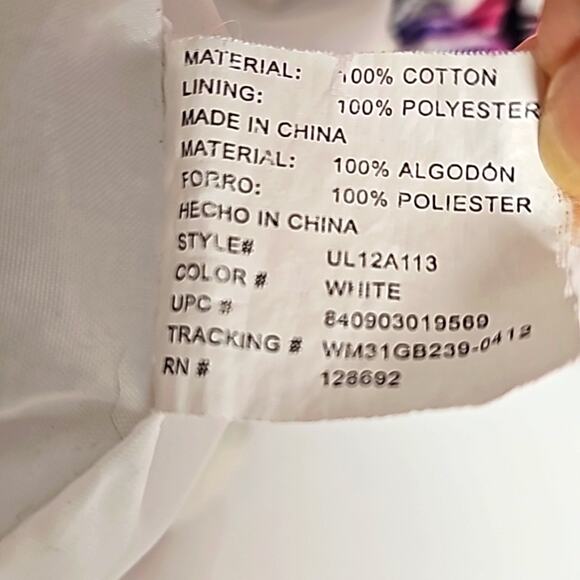 MATERIAL: 100% COTTON
LINING: 100% POLYESTER
MADE IN CHINA
MATERIAL: 100% ALGODÓN
FORRO: 100% POLIESTER
HECHO IN CHINA
STYLE# UL12A113
COLOR # WHITE
UPC # 840903019569
TRACKING # WM31GB239-0412
RN # 128692